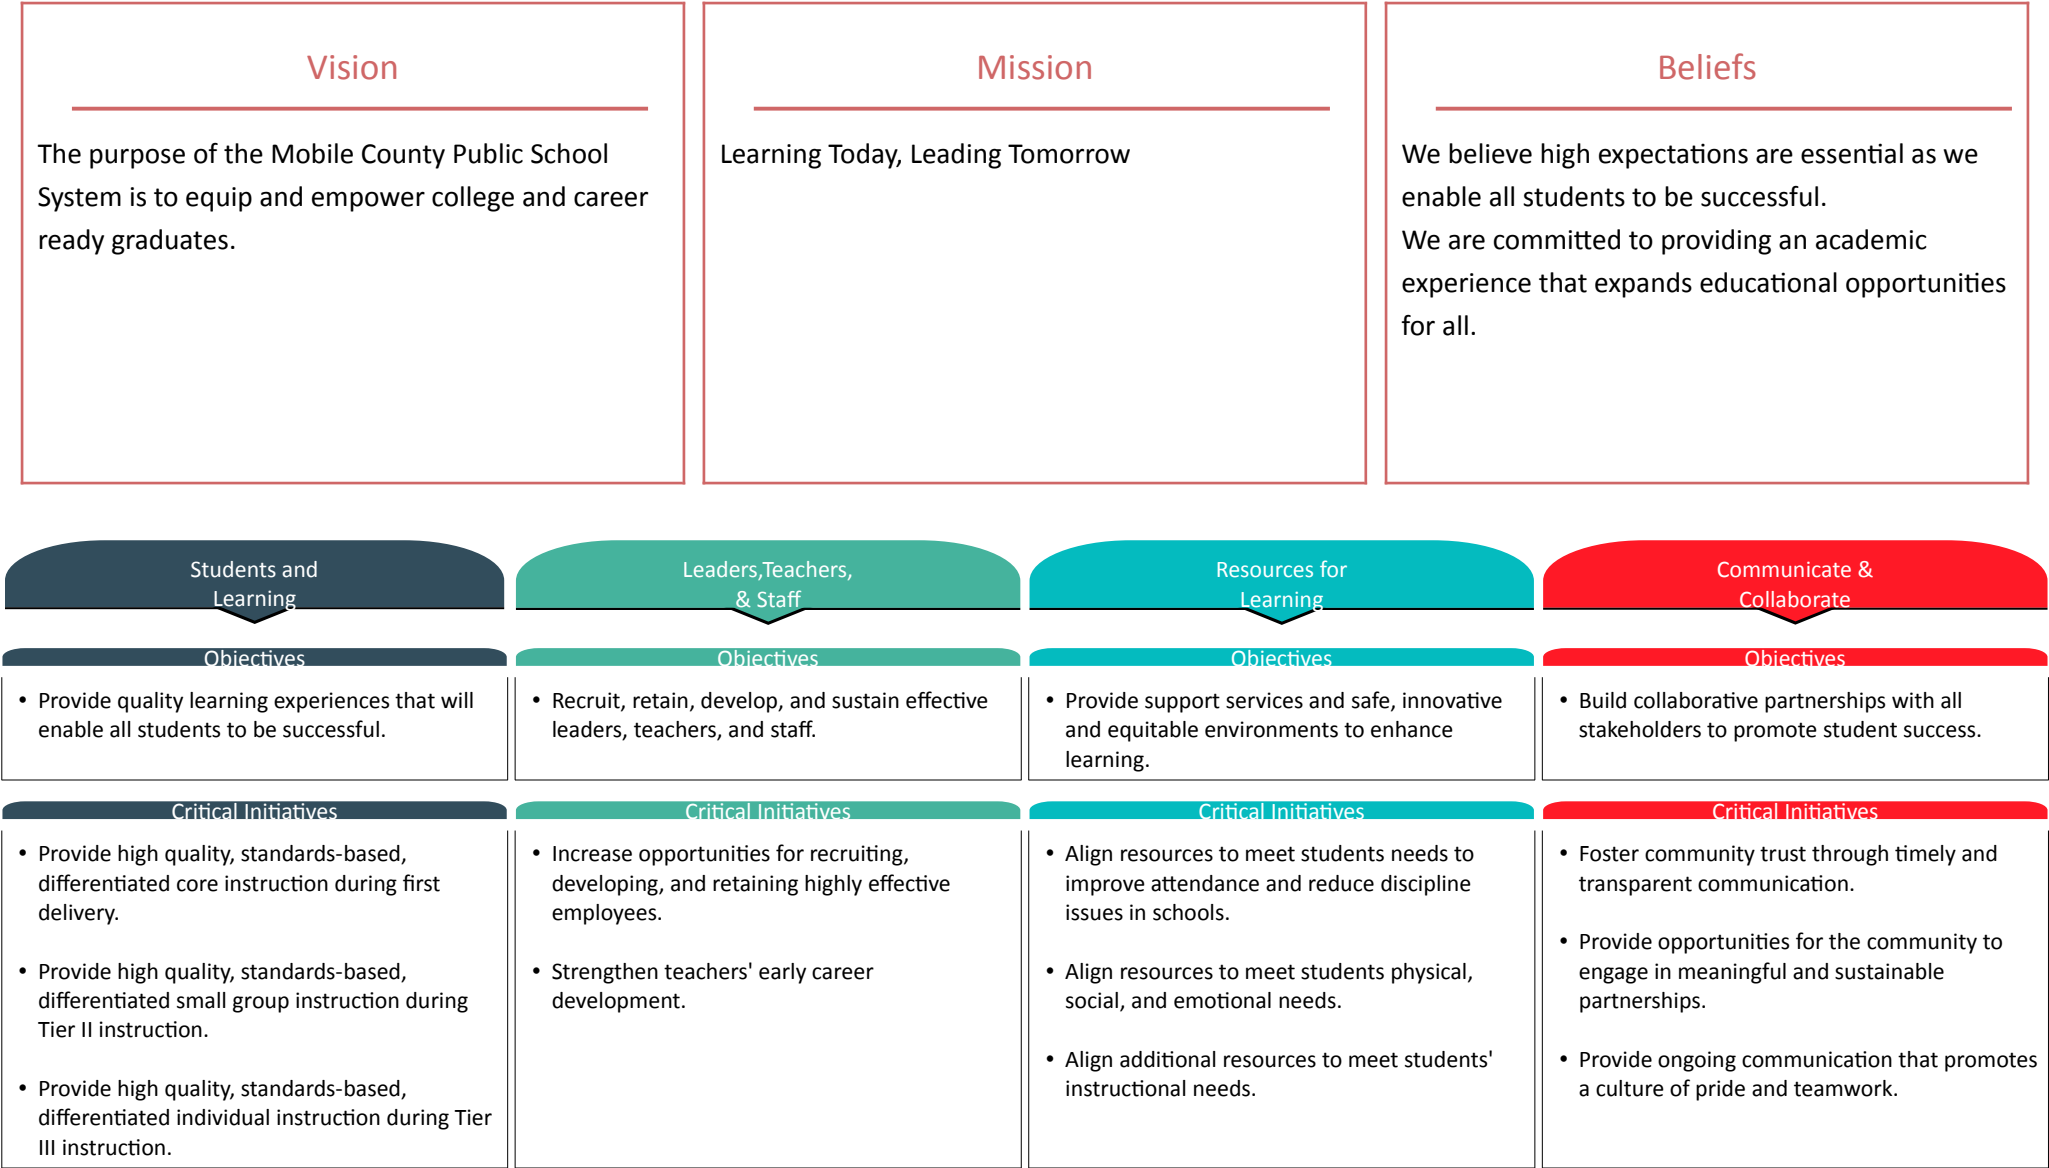 Vision
The purpose of the Mobile County Public School
System is to equip and empower college and career
ready graduates.
Mission
Learning Today, Leading Tomorrow
Beliefs
We believe high expectations are essential as we
enable all students to be successful.
We are committed to providing an academic
experience that expands educational opportunities
for all.
Students and
Learning
Objectives
• Provide quality learning experiences that will
enable all students to be successful.
Critical Initiatives
• Provide high quality, standards-based,
differentiated core instruction during first
delivery.
• Provide high quality, standards-based,
differentiated small group instruction during
Tier II instruction.
• Provide high quality, standards-based,
differentiated individual instruction during Tier
III instruction.
Leaders,Teachers,
& Staff
Objectives
• Recruit, retain, develop, and sustain effective
leaders, teachers, and staff.
Critical Initiatives
• Increase opportunities for recruiting,
developing, and retaining highly effective
employees.
• Strengthen teachers' early career
development.
Resources for
Learning
Objectives
• Provide support services and safe, innovative
and equitable environments to enhance
learning.
Critical Initiatives
• Align resources to meet students needs to
improve attendance and reduce discipline
issues in schools.
• Align resources to meet students physical,
social, and emotional needs.
• Align additional resources to meet students'
instructional needs.
Communicate &
Collaborate
Objectives
• Build collaborative partnerships with all
stakeholders to promote student success.
Critical Initiatives
• Foster community trust through timely and
transparent communication.
• Provide opportunities for the community to
engage in meaningful and sustainable
partnerships.
• Provide ongoing communication that promotes
a culture of pride and teamwork.